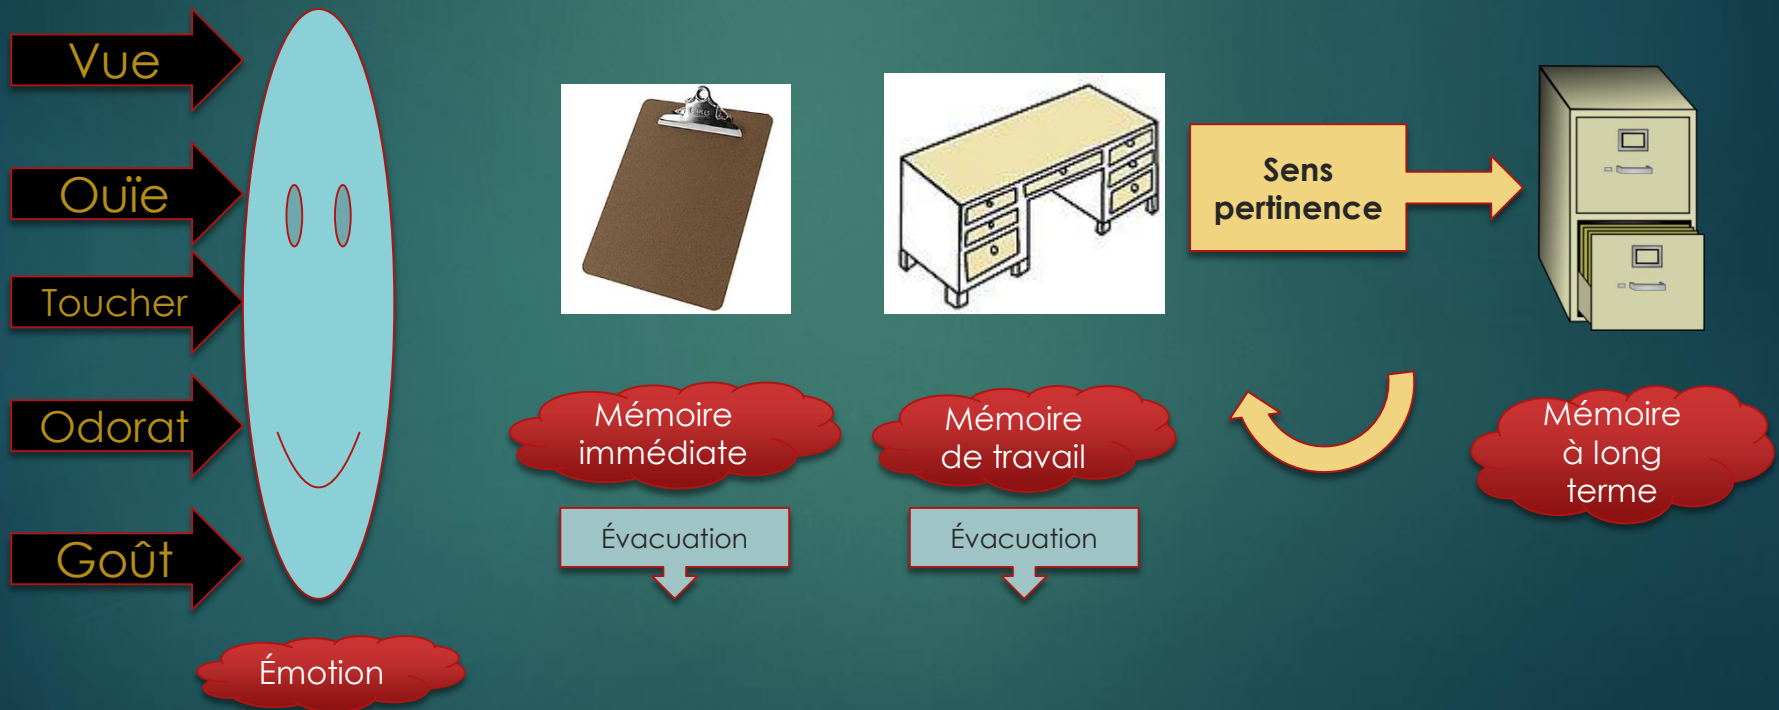 Vue
Ouïe
Toucher
Odorat
Goût
Émotion
Mémoire
immédiate
Évacuation
Mémoire
de travail
Évacuation
Sens
pertinence
Mémoire
à long
terme